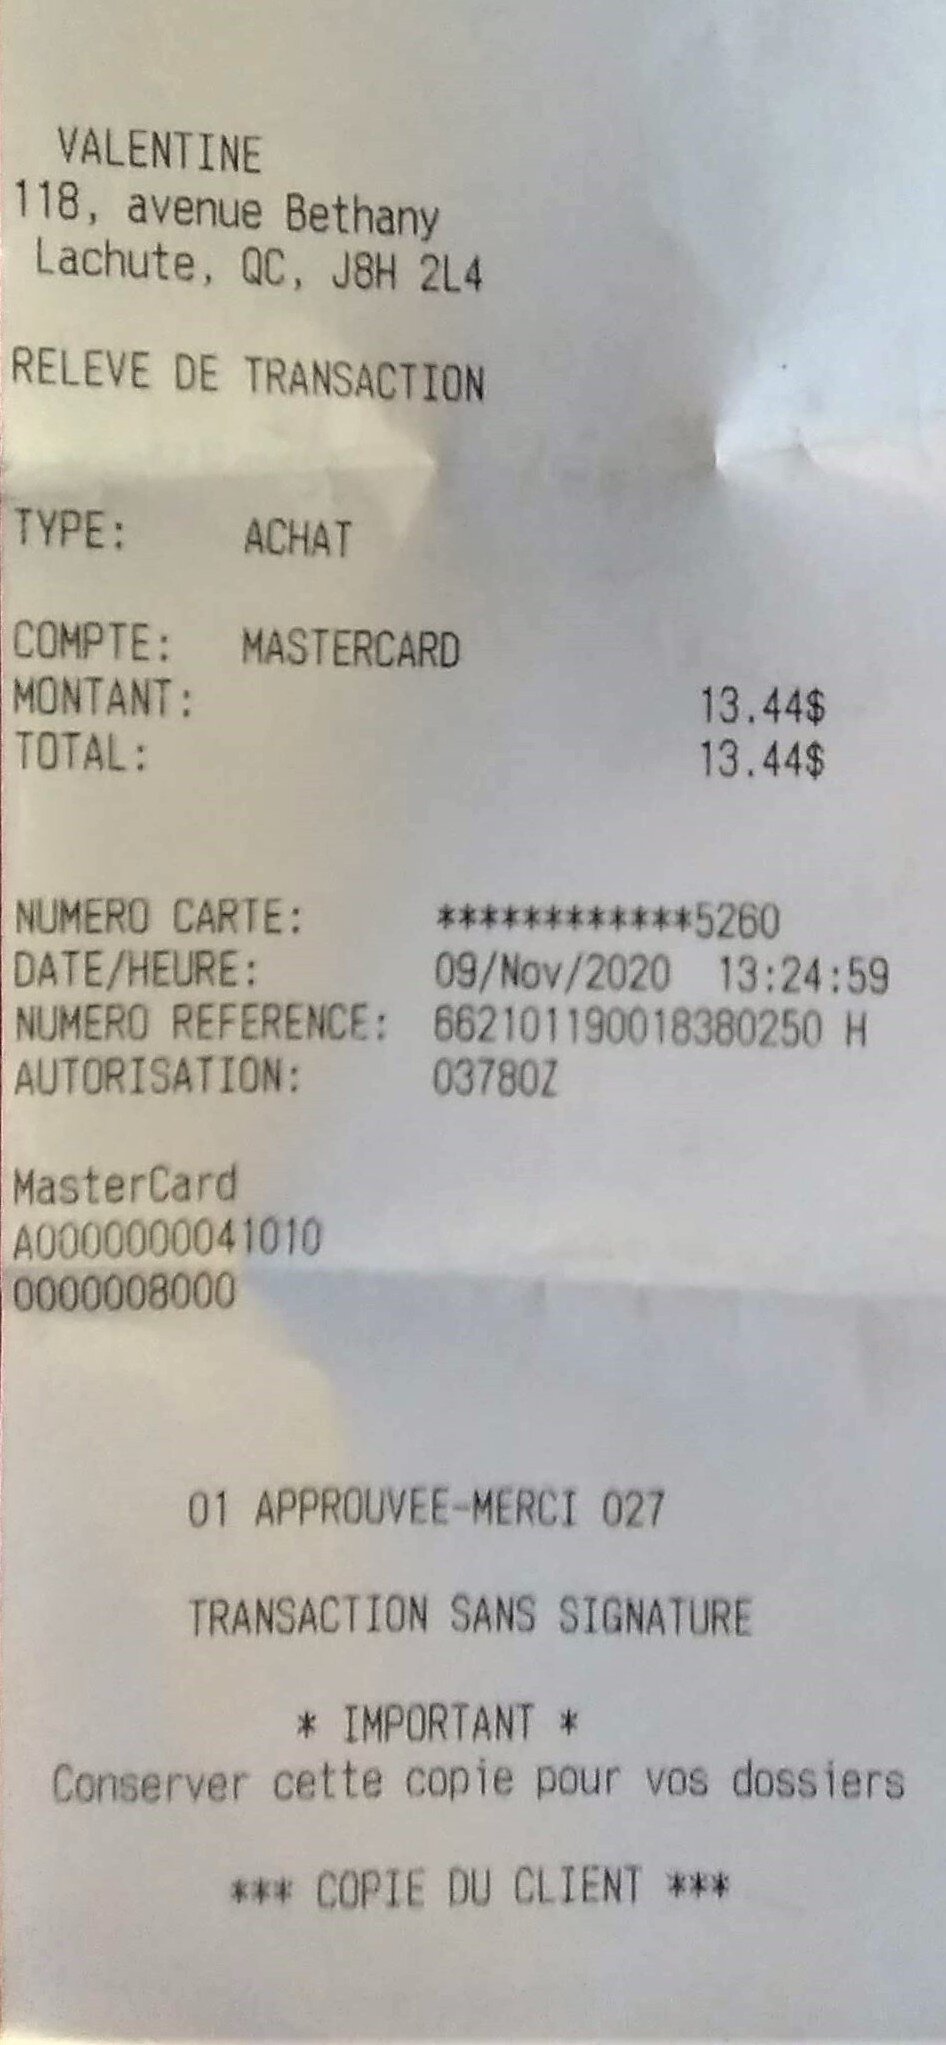 VALENTINE
118, avenue Bethany
Lachute, QC, J8H 2L4
RELEVE DE TRANSACTION
TYPE: ACHAT
COMPTE: MASTERCARD
MONTANT: 13.44$
TOTAL: 13.44$
NUMERO CARTE: ************5260
DATE/HEURE: 09/Nov/2020 13:24:59
NUMERO REFERENCE: 662101190018380250 H
AUTORISATION: 03780Z
MasterCard
A0000000041010
0000008000
01 APPROUVEE-MERCI 027
TRANSACTION SANS SIGNATURE
* IMPORTANT *
Conserver cette copie pour vos dossiers
*** COPIE DU CLIENT ***